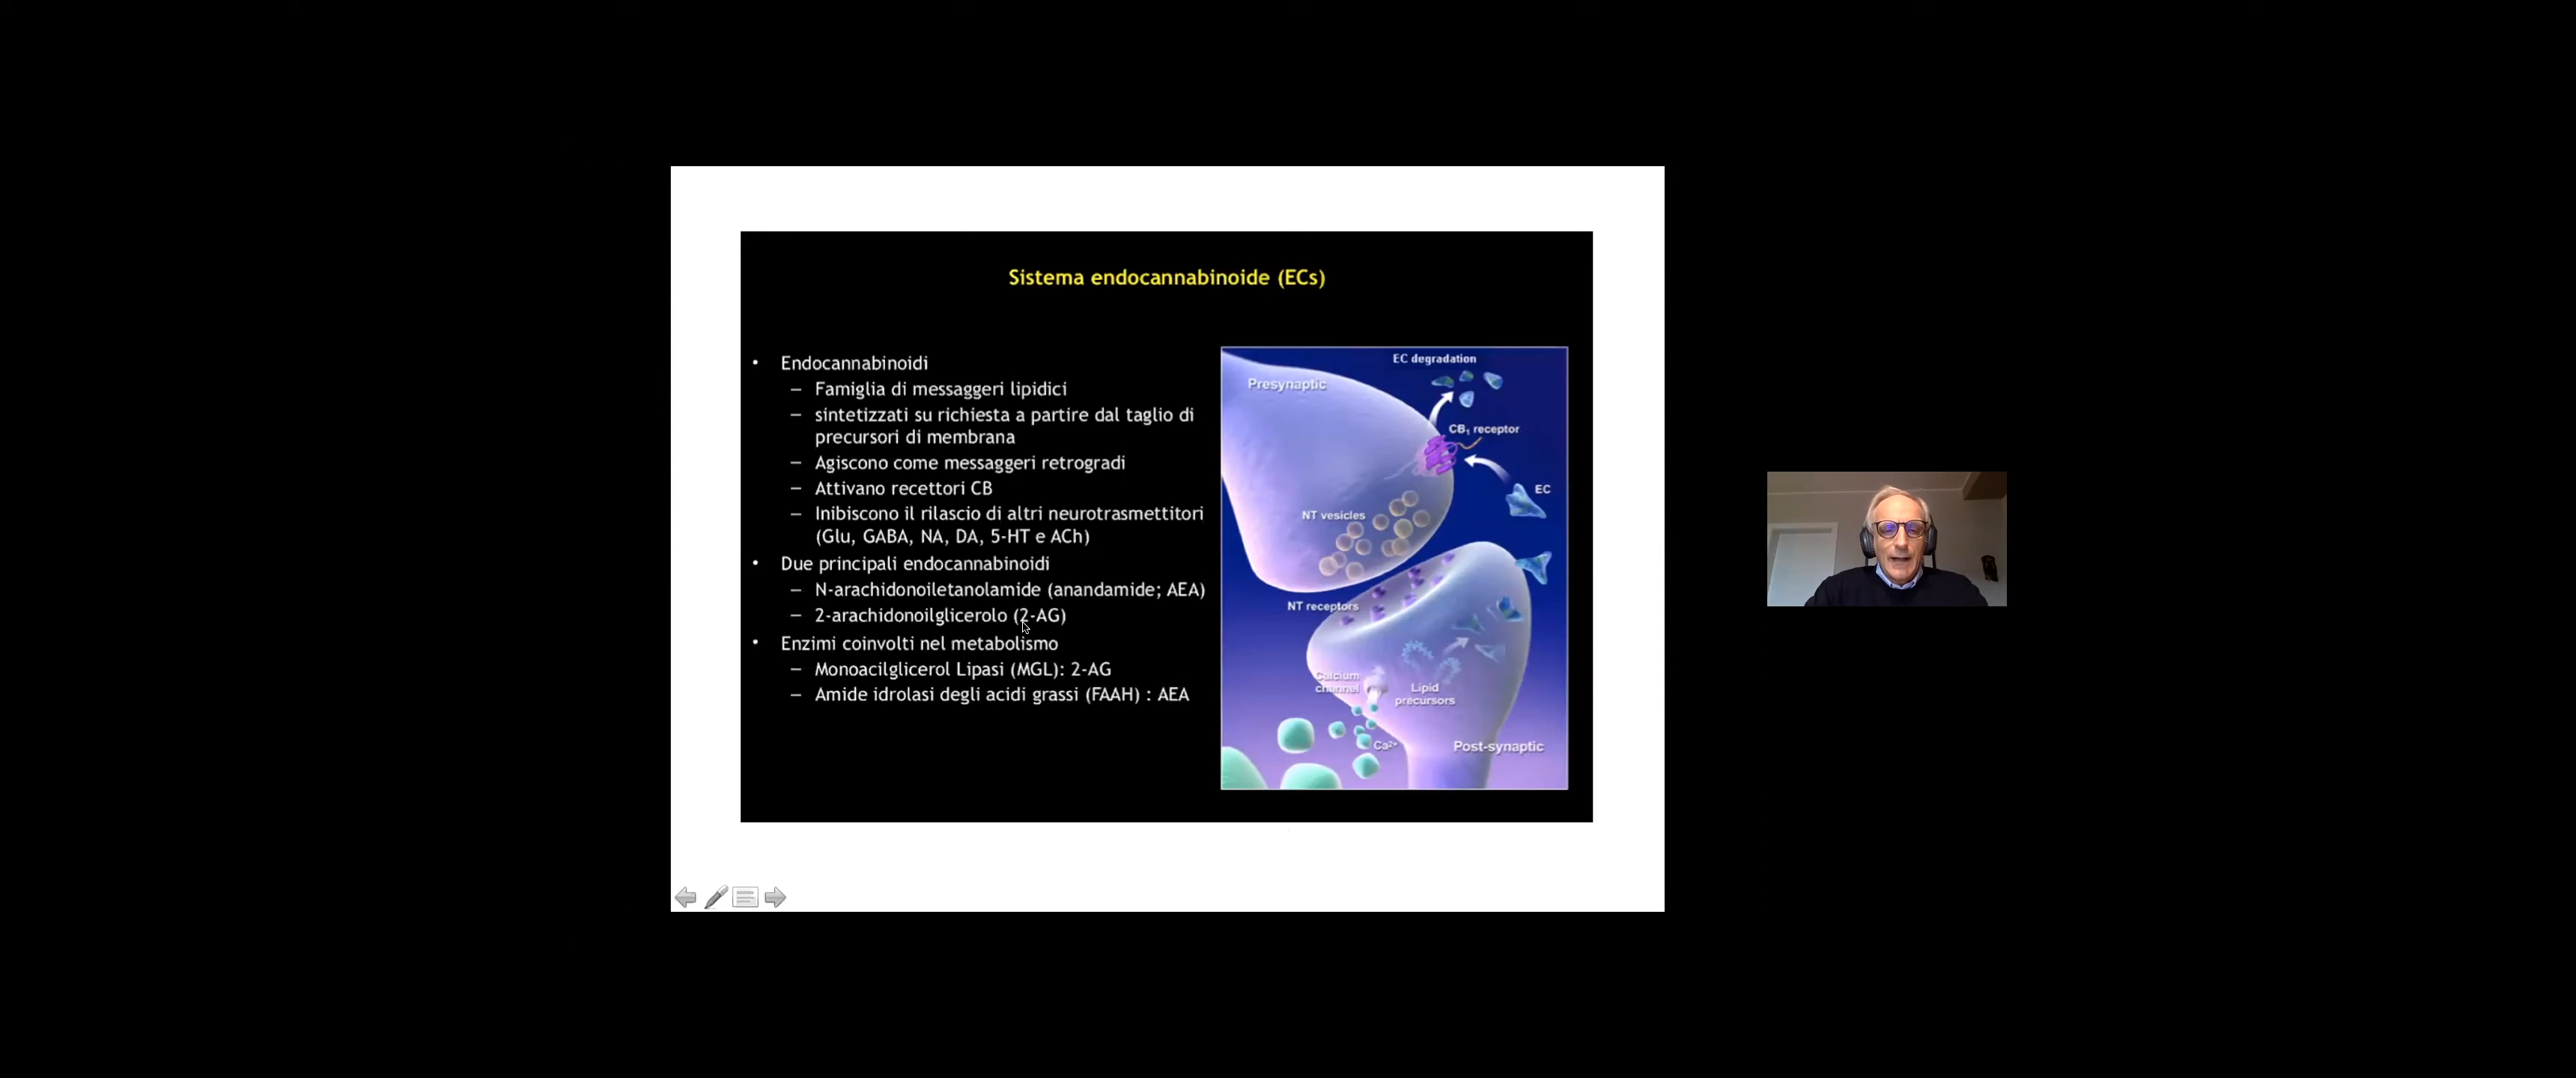 Sistema endocannabinoide (ECs)
• Endocannabinoidi
– Famiglia di messaggeri lipidici
– sintetizzati su richiesta a partire dal taglio di
precursori di membrana
– Agiscono come messaggeri retrogradi
– Attivano recettori CB
– Inibiscono il rilascio di altri neurotrasmettitori
(Glu, GABA, NA, DA, 5-HT e ACh)
• Due principali endocannabinoidi
– N-arachidonoiletanolamide (anandamide; AEA)
– 2-arachidonoilglicerolo (2-AG)
• Enzimi coinvolti nel metabolismo
– Monoacilglicerol Lipasi (MGL): 2-AG
– Amide idrolasi degli acidi grassi (FAAH) : AEA
EC degradation
Presynaptic
CB₁ receptor
EC
NT vesicles
NT receptors
Calcium
channel
Lipid
precursors
Ca²⁺
Post-synaptic